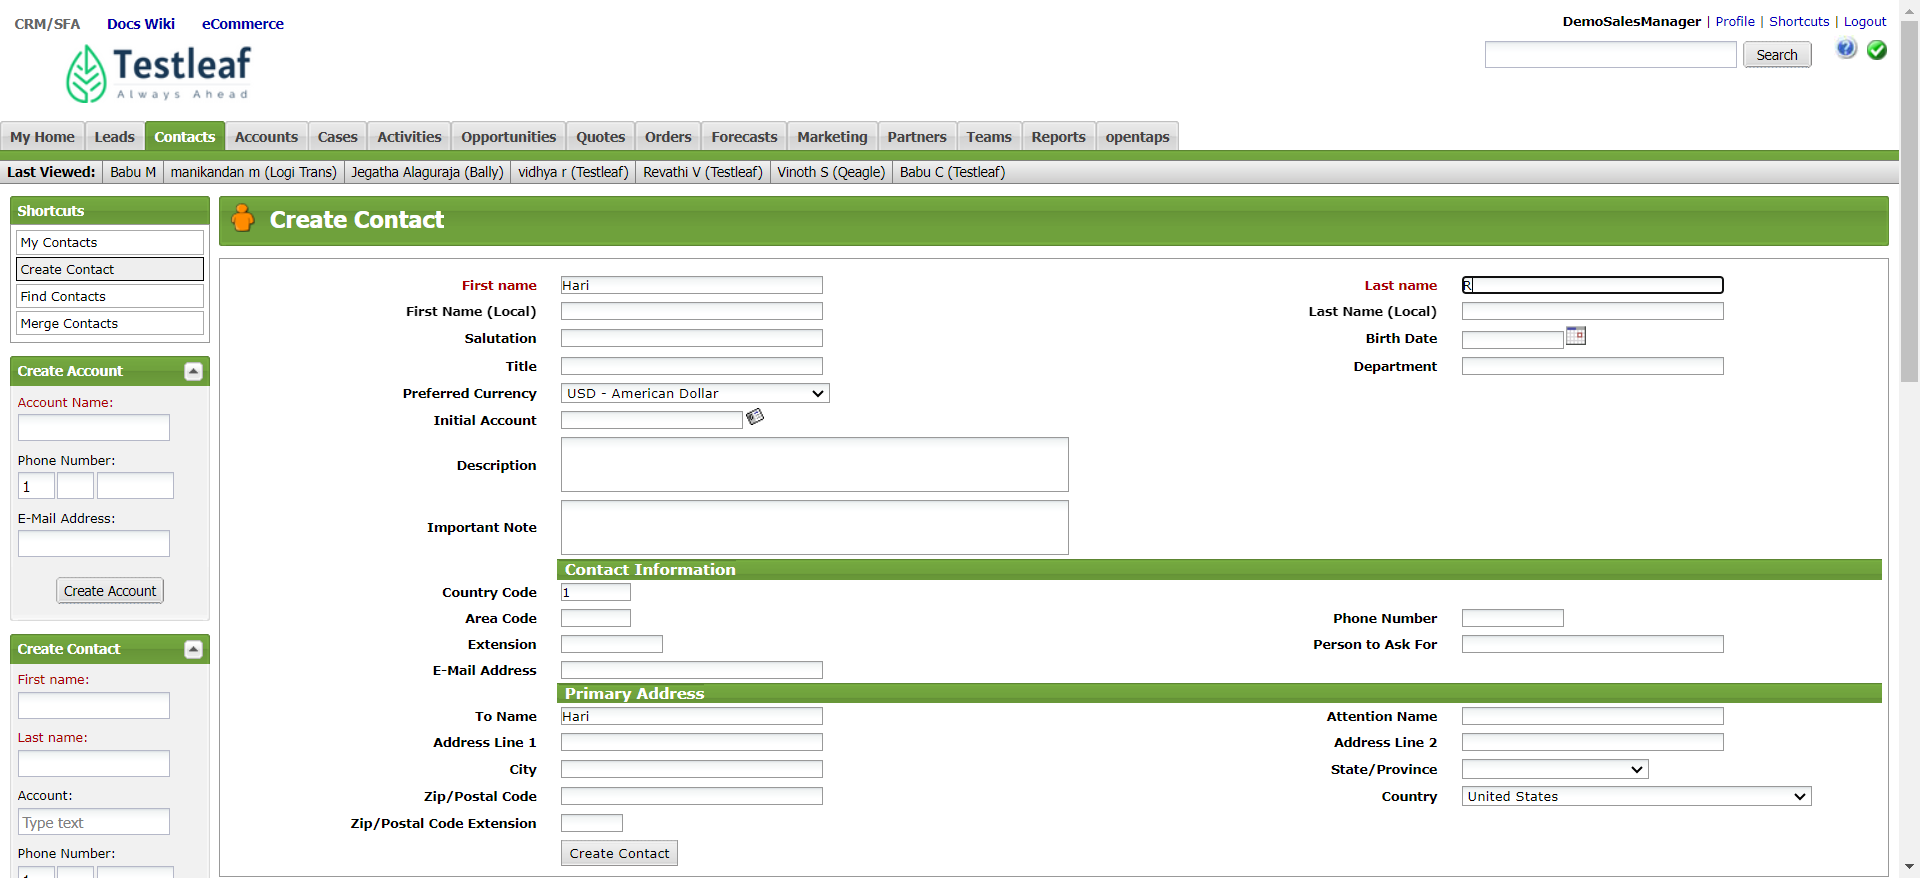 CRM/SFA Docs Wiki eCommerce
DemoSalesManager | Profile | Shortcuts | Logout
Testleaf
Always Ahead
Search
My Home Leads Contacts Accounts Cases Activities Opportunities Quotes Orders Forecasts Marketing Partners Teams Reports opentaps
Last Viewed: Babu M manikandan m (Logi Trans) Jegatha Alaguraja (Bally) vidhya r (Testleaf) Revathi V (Testleaf) Vinoth S (Qeagle) Babu C (Testleaf)
Shortcuts
My Contacts
Create Contact
Find Contacts
Merge Contacts
Create Account
Account Name:
Phone Number:
1
E-Mail Address:
Create Account
Create Contact
First name:
Last name:
Account:
Type text
Phone Number:
Create Contact
First name Hari Last name R
First Name (Local) Last Name (Local)
Salutation Birth Date
Title Department
Preferred Currency USD - American Dollar
Initial Account
Description
Important Note
Contact Information
Country Code 1
Area Code Phone Number
Extension Person to Ask For
E-Mail Address
Primary Address
To Name Hari Attention Name
Address Line 1 Address Line 2
City State/Province
Zip/Postal Code Country United States
Zip/Postal Code Extension
Create Contact